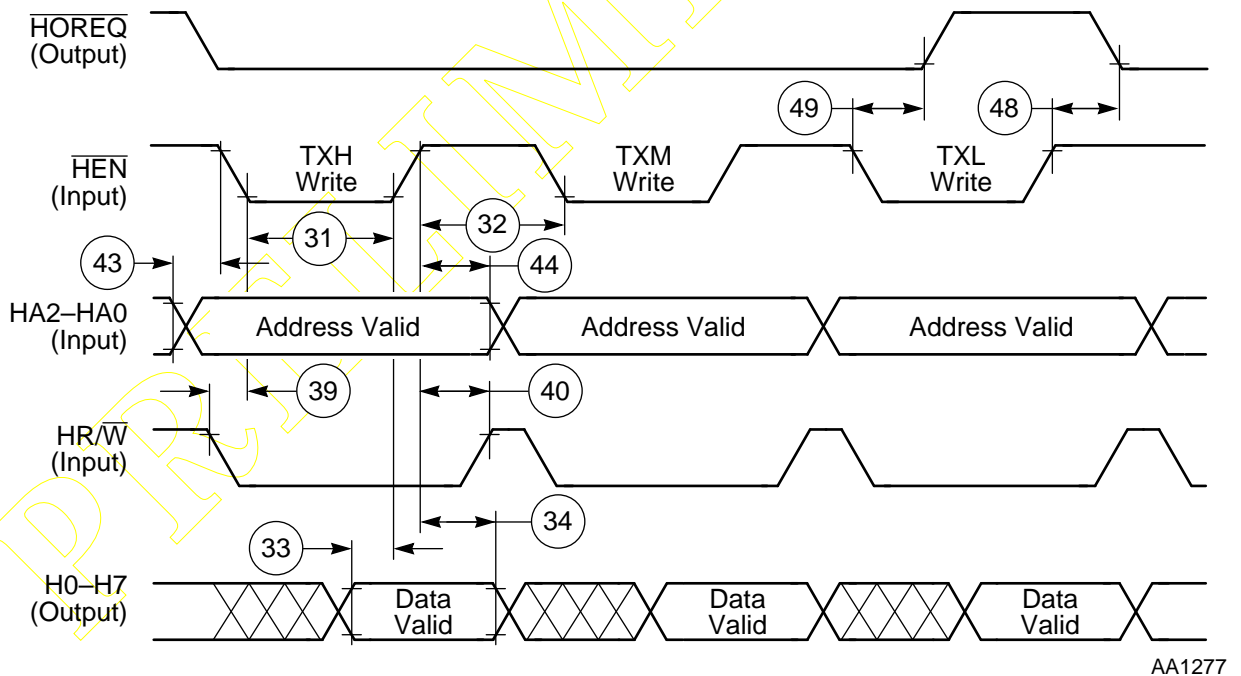 HOREQ
(Output)
49
48
HEN
(Input)
TXH
Write
TXM
Write
TXL
Write
31
32
43
44
HA2–HA0
(Input)
Address Valid
Address Valid
Address Valid
39
40
HR/W
(Input)
34
33
H0–H7
(Output)
Data
Valid
Data
Valid
Data
Valid
AA1277